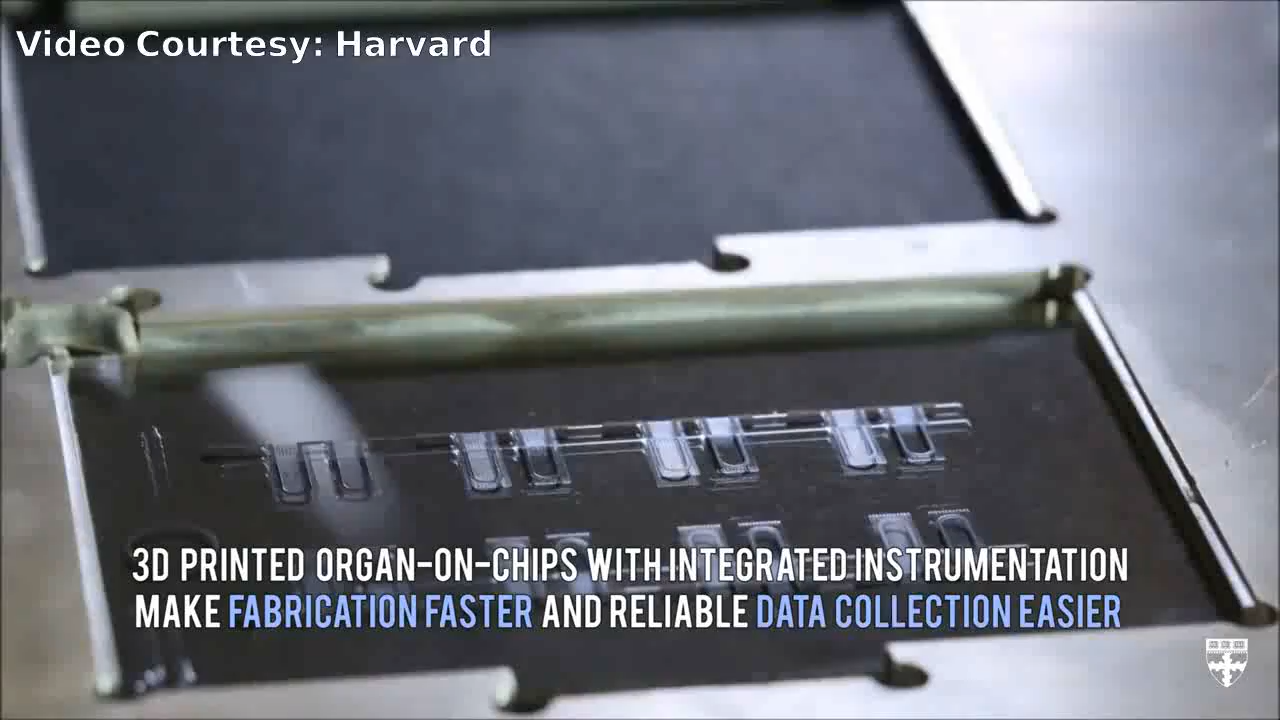 Video Courtesy: Harvard
3D PRINTED ORGAN-ON-CHIPS WITH INTEGRATED INSTRUMENTATION
MAKE FABRICATION FASTER AND RELIABLE DATA COLLECTION EASIER